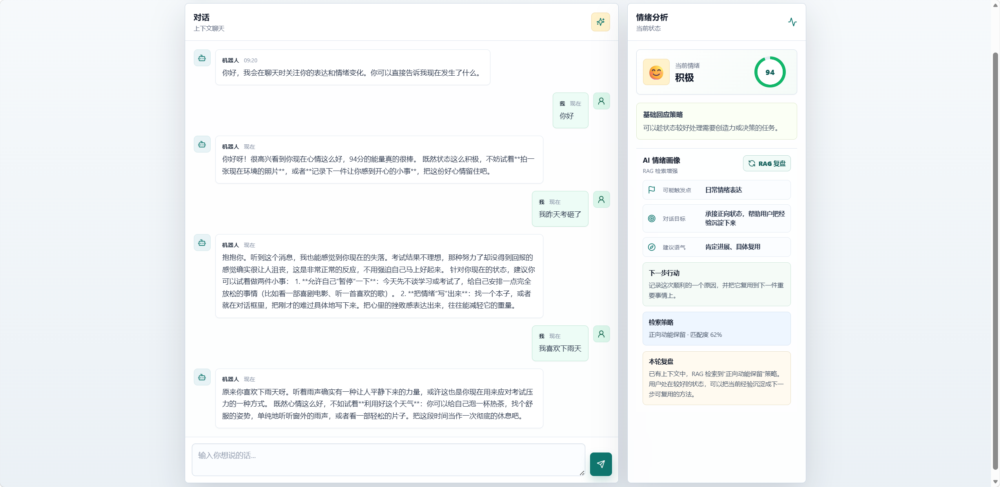 对话
上下文聊天
机器人 09:20
你好，我会在聊天时关注你的表达和情绪变化。你可以直接告诉我现在发生了什么。
我 现在
你好
机器人 现在
你好呀！很高兴看到你现在心情这么好，94分的能量真的很棒。 既然状态这么积极，不妨试着**拍一
张现在环境的照片**，或者**记录下一件让你感到开心的小事**，把这份好心情留住吧。
我 现在
我昨天考砸了
机器人 现在
抱抱你。听到这个消息，我也能感觉到你现在的失落。考试结果不理想，那种努力了却没得到回报的
感觉确实很让人沮丧，这是非常正常的反应，不用强迫自己马上好起来。 针对你现在的状态，建议你
可以试着做两件小事： 1. **允许自己“暂停”一下**：今天先不谈学习或考试了，给自己安排一点完全
放松的事情（比如看一部喜剧电影、听一首喜欢的歌）。 2. **把情绪“写”出来**：找一个本子，或者
就在对话框里，把刚才的难过具体地写下来。把心里的挫败感表达出来，往往能减轻它的重量。
我 现在
我喜欢下雨天
机器人 现在
原来你喜欢下雨天呀。听着雨声确实有一种让人平静下来的力量，或许这也是你现在用来应对考试压
力的一种方式。 既然心情这么好，不如试着**利用好这个天气**：你可以给自己泡一杯热茶，找个舒
服的姿势，单纯地听听窗外的雨声，或者看一部轻松的片子。把这段时间当作一次彻底的休息吧。
输入你想说的话...
情绪分析
当前状态
当前情绪
积极
94
基础回应策略
可以趁状态较好处理需要创造力或决策的任务。
AI 情绪画像
RAG 检索增强
RAG 复盘
可能触发点 日常情绪表达
对话目标 承接正向状态，帮助用户把经
验沉淀下来
建议语气 肯定进展、具体复用
下一步行动
记录这次顺利的一个原因，并把它复用到下一件重
要事情上。
检索策略
正向动能保留 · 匹配度 62%
本轮复盘
已有上下文中，RAG 检索到“正向动能保留”策略。
用户处在较好的状态，可以把当前经验沉淀成下一
步可复用的方法。